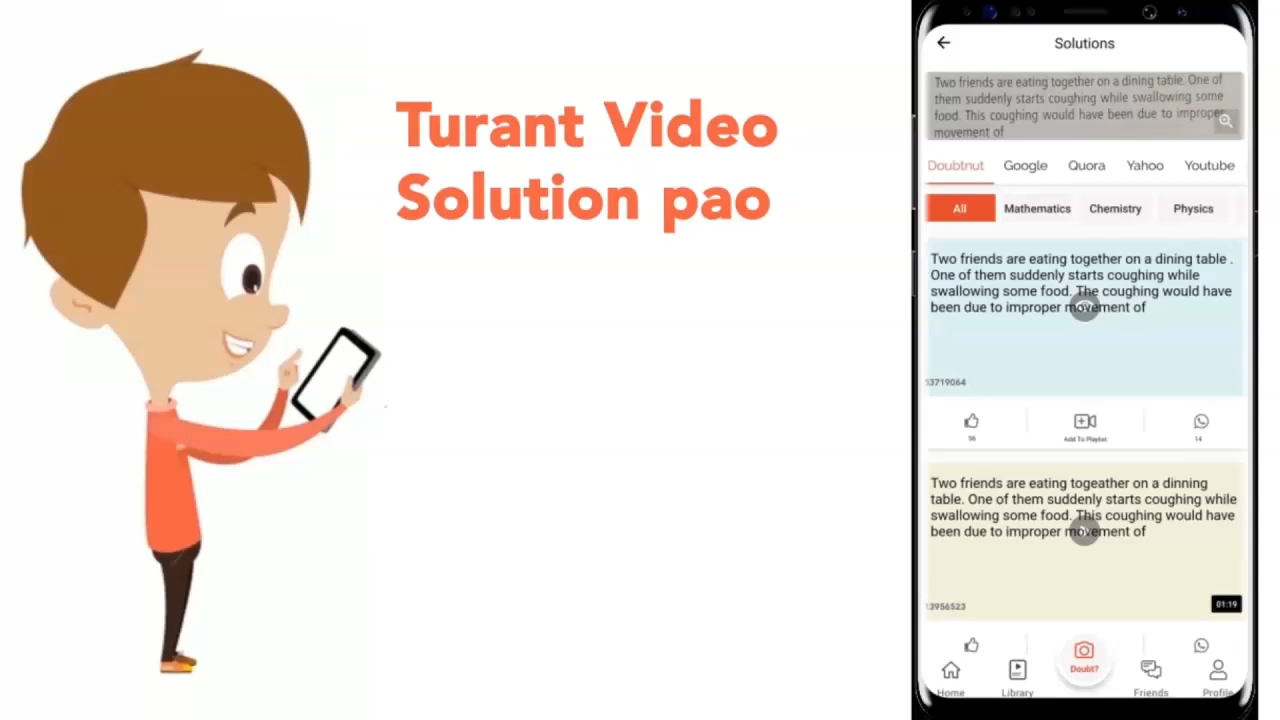 Turant Video
Solution pao
Solutions
Two friends are eating together on a dining table. One of
them suddenly starts coughing while swallowing some
food. This coughing would have been due to improper
movement of
Doubtnut Google Quora Yahoo Youtube
All Mathematics Chemistry Physics
Two friends are eating together on a dining table .
One of them suddenly starts coughing while
swallowing some food. The coughing would have
been due to improper movement of
53719064
56 Add To Playlist 14
Two friends are eating togeather on a dinning
table. One of them suddenly starts coughing while
swallowing some food. This coughing would have
been due to improper movement of
13956523
01:19
Doubt?
Home Library Friends Profile